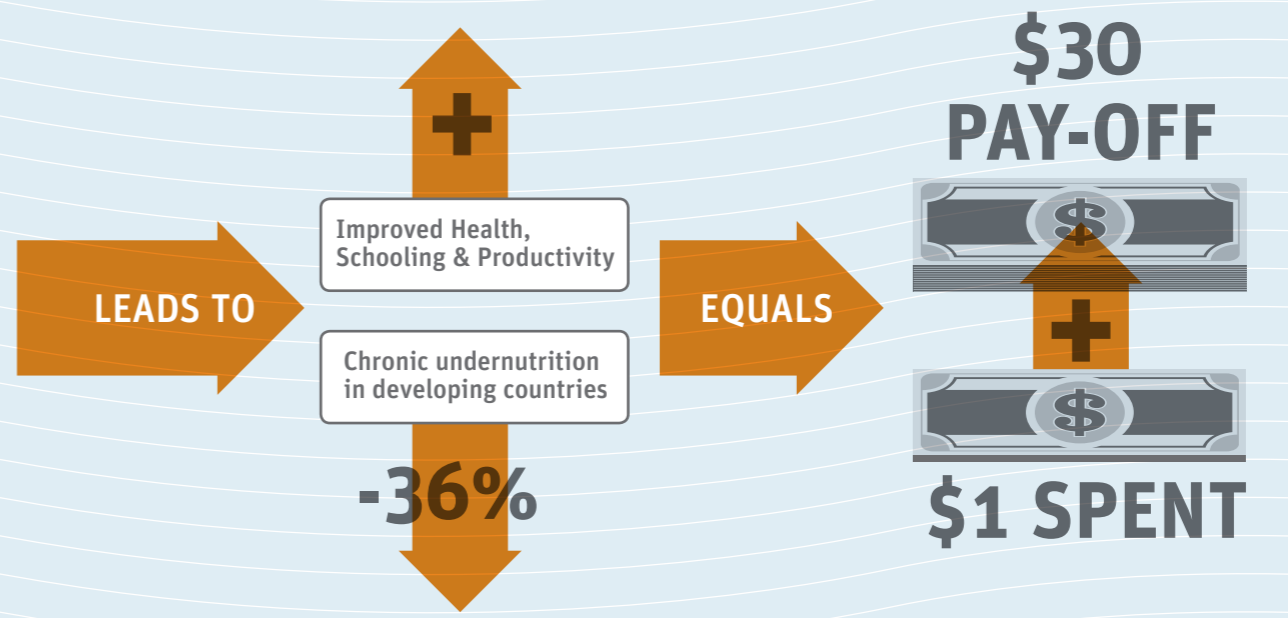 LEADS TO
+
Improved Health,
Schooling & Productivity
Chronic undernutrition
in developing countries
-36%
EQUALS
$30
PAY-OFF
$
+
$
$1 SPENT